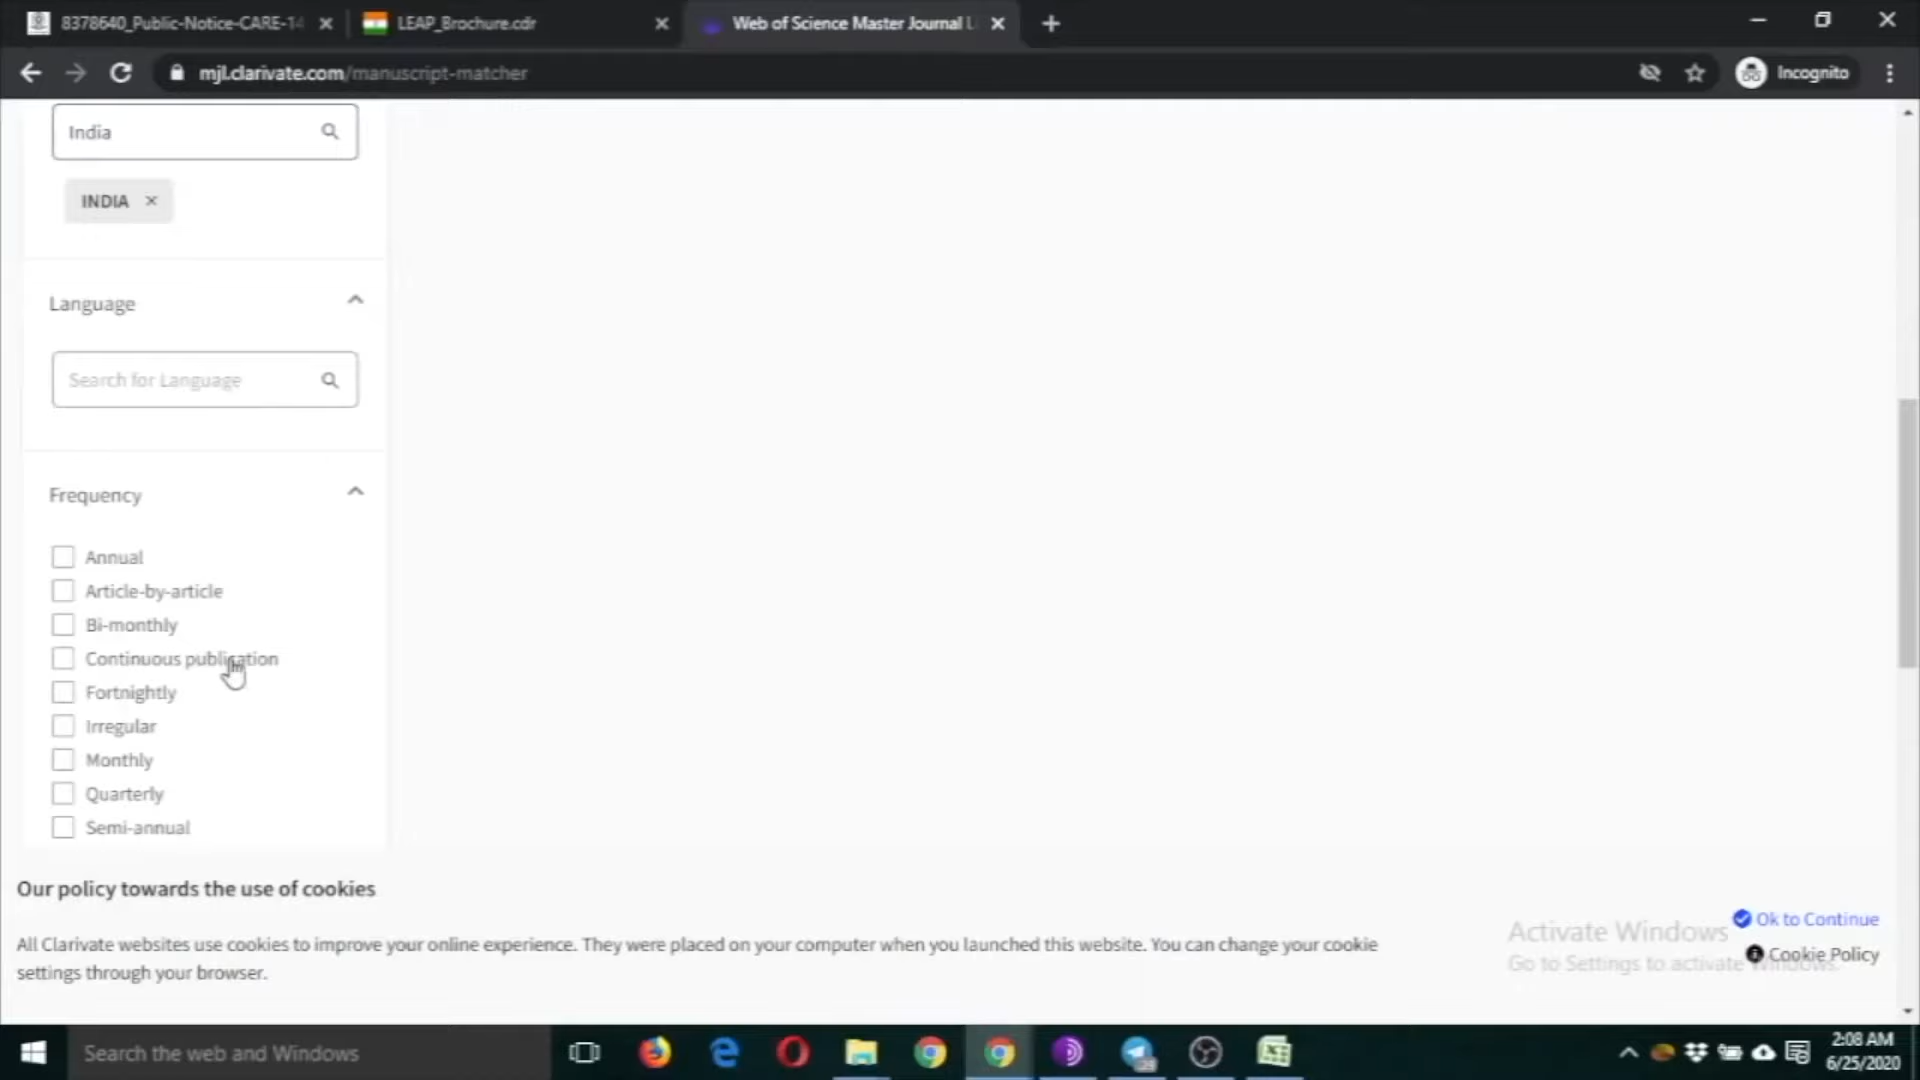 8378640_Public-Notice-CARE-14
LEAP_Brochure.cdr
Web of Science Master Journal L
mjl.clarivate.com/manuscript-matcher
Incognito
India
INDIA
Language
Search for Language
Frequency
Annual
Article-by-article
Bi-monthly
Continuous publication
Fortnightly
Irregular
Monthly
Quarterly
Semi-annual
Our policy towards the use of cookies
All Clarivate websites use cookies to improve your online experience. They were placed on your computer when you launched this website. You can change your cookie
settings through your browser.
Ok to Continue
Cookie Policy
Activate Windows
Go to Settings to activate Windows.
Search the web and Windows
2:08 AM
6/25/2020